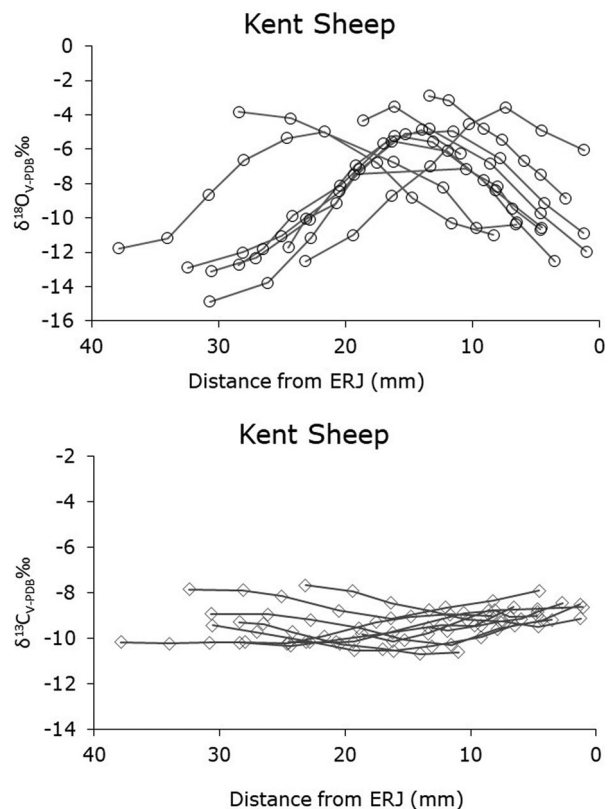 Kent Sheep
0
-2
-4
-6
-8
-10
-12
-14
-16
δ18OV-PDB‰
40 30 20 10 0
Distance from ERJ (mm)
Kent Sheep
-2
-4
-6
-8
-10
-12
-14
δ13CV-PDB‰
40 30 20 10 0
Distance from ERJ (mm)